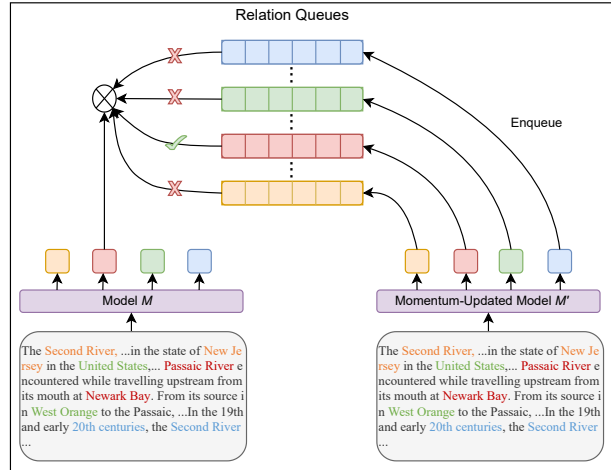 Relation Queues
Enqueue
Model M
Momentum-Updated Model M'
The Second River, ...in the state of New Je
rsey in the United States,... Passaic River e
ncountered while travelling upstream from
its mouth at Newark Bay. From its source i
n West Orange to the Passaic, ...In the 19th
and early 20th centuries, the Second River
...
The Second River, ...in the state of New Je
rsey in the United States,... Passaic River e
ncountered while travelling upstream from
its mouth at Newark Bay. From its source i
n West Orange to the Passaic, ...In the 19th
and early 20th centuries, the Second River
...